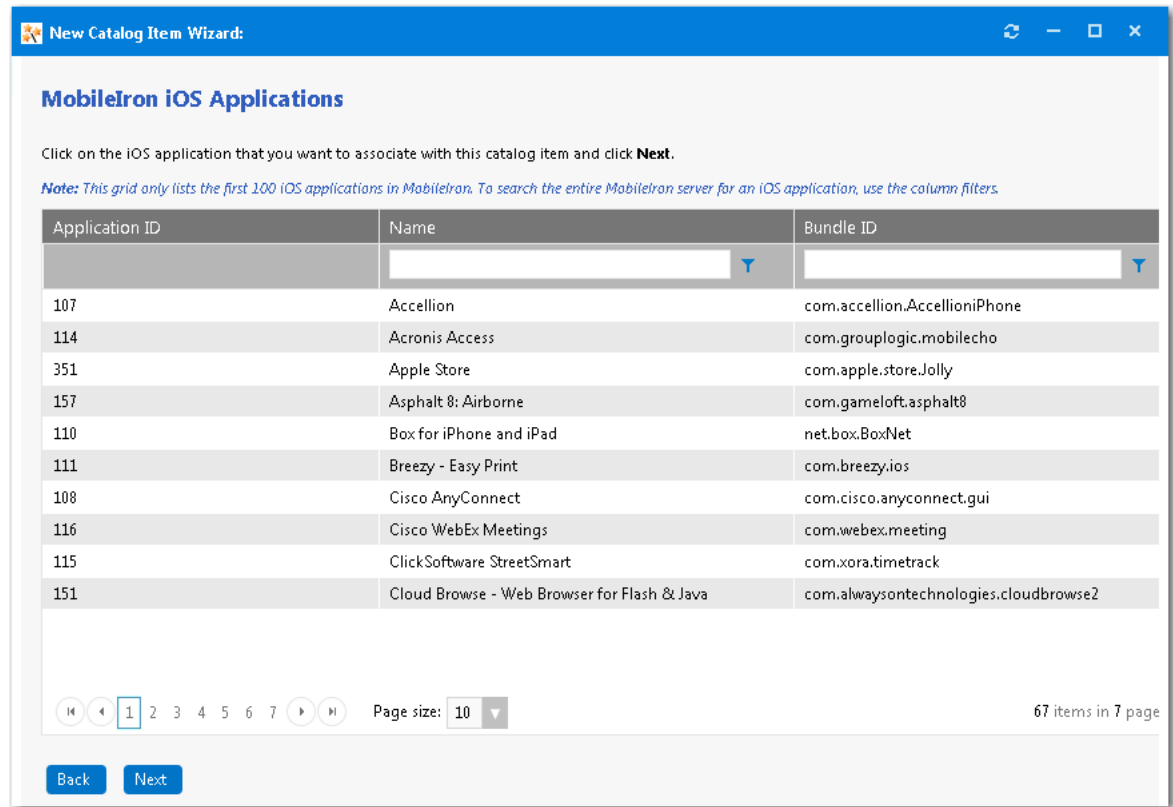 New Catalog Item Wizard:
MobileIron iOS Applications
Click on the iOS application that you want to associate with this catalog item and click Next.
Note: This grid only lists the first 100 iOS applications in MobileIron. To search the entire MobileIron server for an iOS application, use the column filters.
Application ID Name Bundle ID
107 Accellion com.accellion.AccellioniPhone
114 Acronis Access com.grouplogic.mobilecho
351 Apple Store com.apple.store.Jolly
157 Asphalt 8: Airborne com.gameloft.asphalt8
110 Box for iPhone and iPad net.box.BoxNet
111 Breezy - Easy Print com.breezy.ios
108 Cisco AnyConnect com.cisco.anyconnect.gui
116 Cisco WebEx Meetings com.webex.meeting
115 ClickSoftware StreetSmart com.xora.timetrack
151 Cloud Browse - Web Browser for Flash & Java com.alwaysontechnologies.cloudbrowse2
1 2 3 4 5 6 7 Page size: 10 67 items in 7 page
Back Next